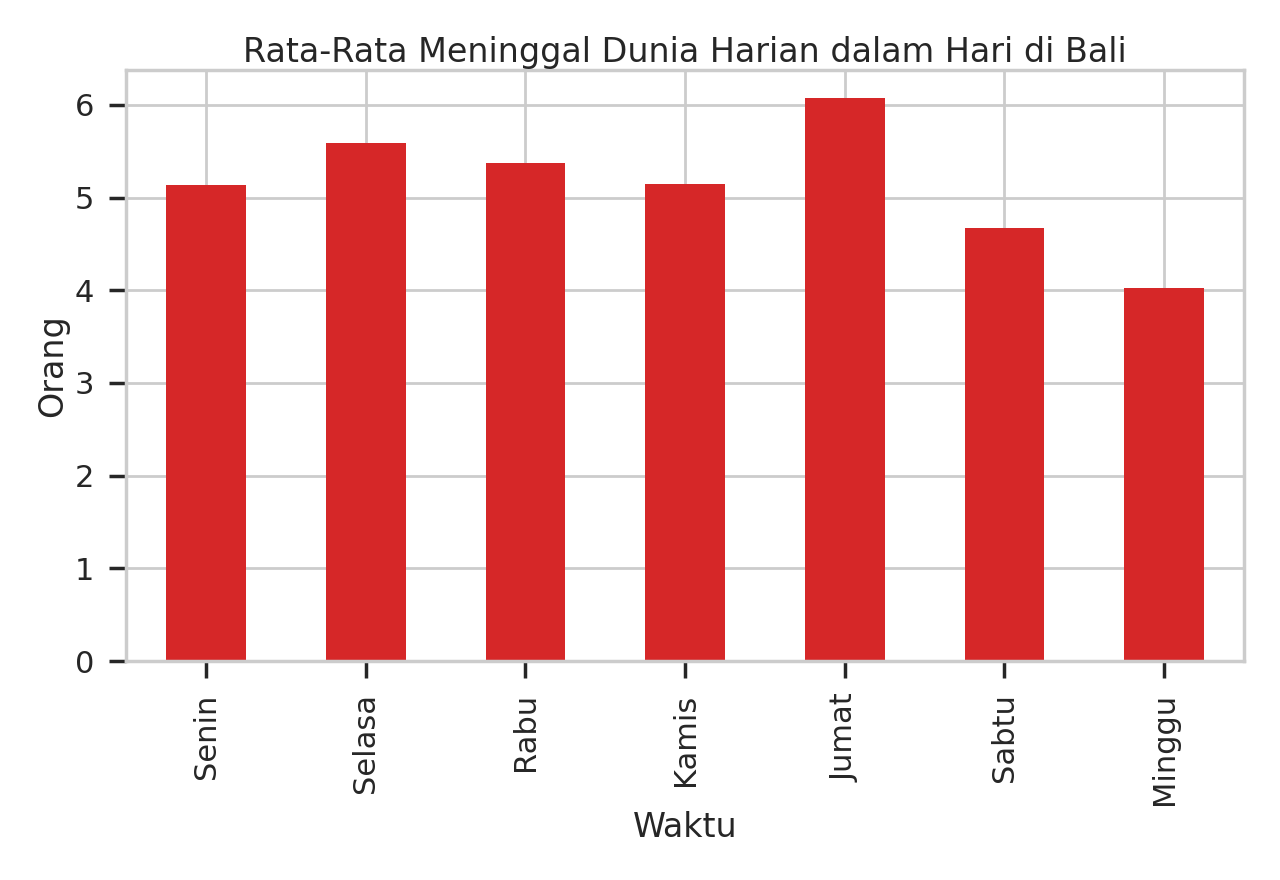 Rata-Rata Meninggal Dunia Harian dalam Hari di Bali
6
5
4
3
2
1
0
Orang
Senin
Selasa
Rabu
Kamis
Jumat
Sabtu
Minggu
Waktu